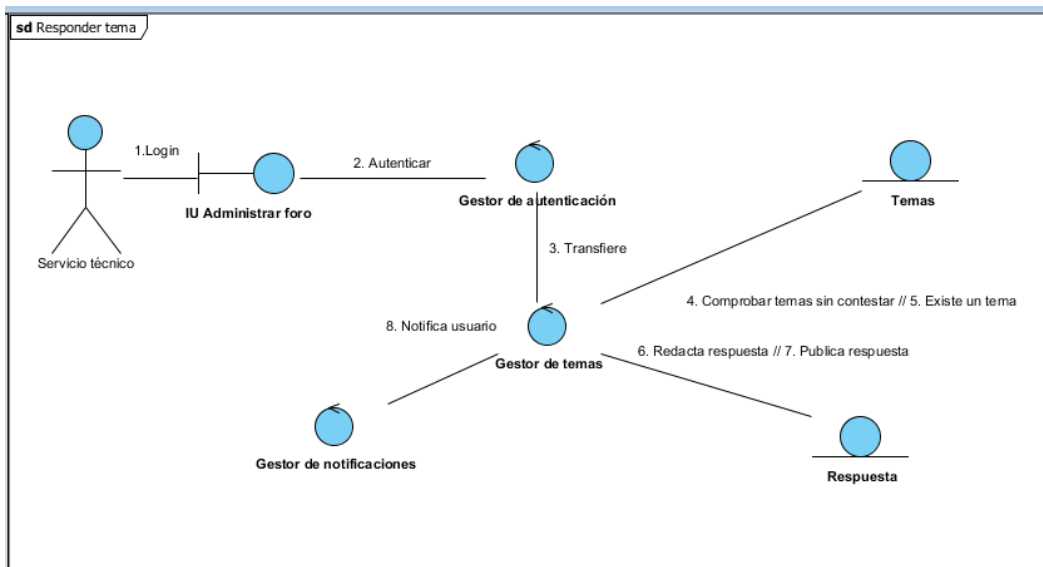 sd Responder tema
1.Login
2. Autenticar
IU Administrar foro
Gestor de autenticación
Temas
Servicio técnico
3. Transfiere
4. Comprobar temas sin contestar // 5. Existe un tema
8. Notifica usuario
6. Redacta respuesta // 7. Publica respuesta
Gestor de temas
Gestor de notificaciones
Respuesta